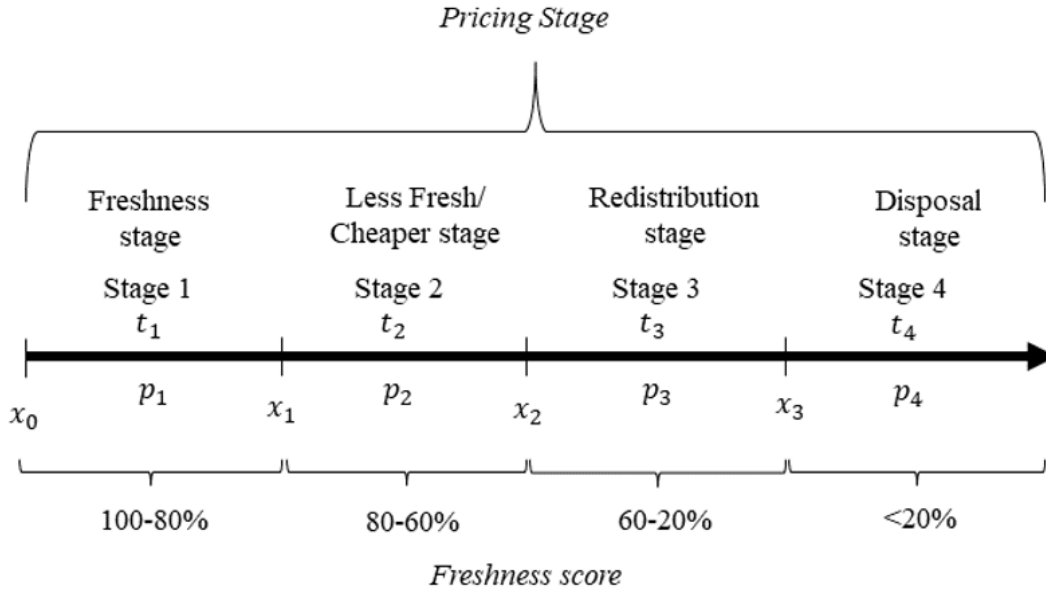 Pricing Stage
Freshness
stage
Less Fresh/
Cheaper stage
Redistribution
stage
Disposal
stage
Stage 1
Stage 2
Stage 3
Stage 4
t₁
t₂
t₃
t₄
p₁
p₂
p₃
p₄
x₀
x₁
x₂
x₃
100-80%
80-60%
60-20%
<20%
Freshness score